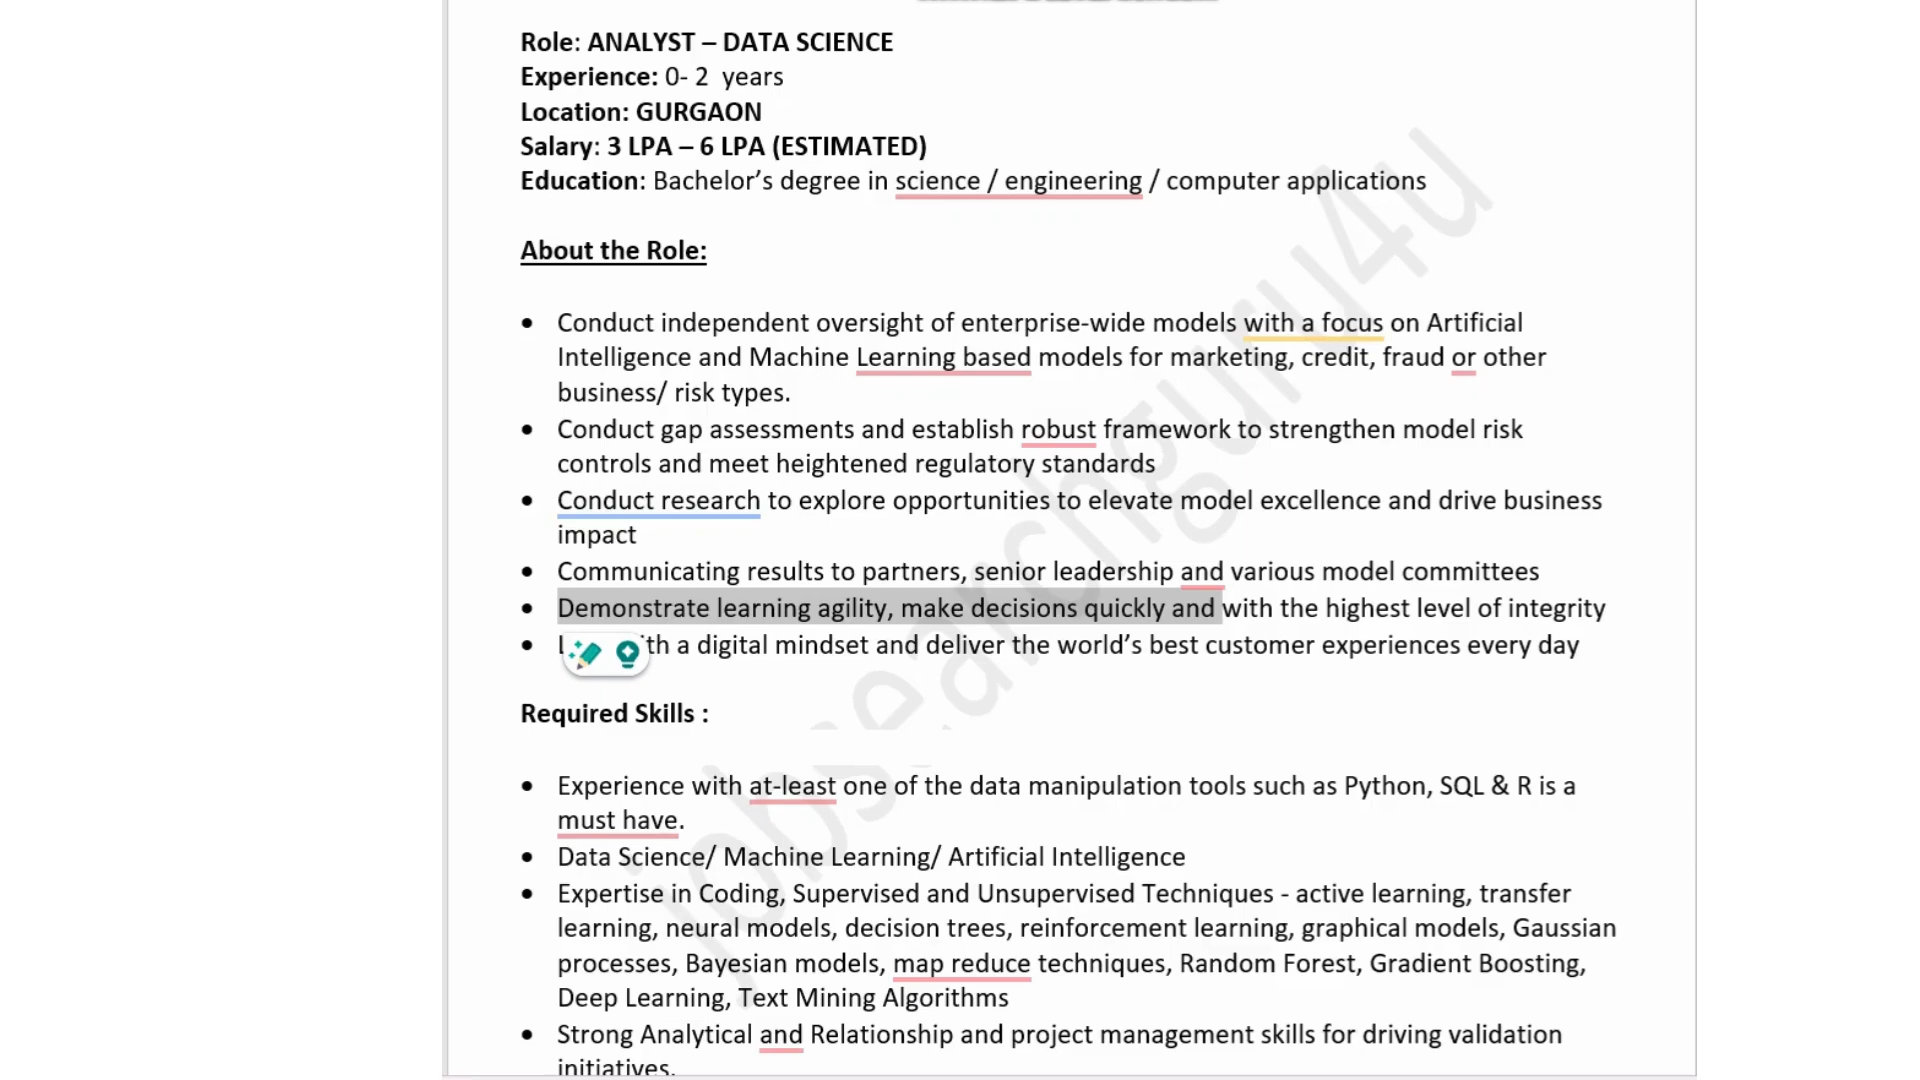 Role: ANALYST – DATA SCIENCE
Experience: 0- 2 years
Location: GURGAON
Salary: 3 LPA – 6 LPA (ESTIMATED)
Education: Bachelor’s degree in science / engineering / computer applications
About the Role:
• Conduct independent oversight of enterprise-wide models with a focus on Artificial
Intelligence and Machine Learning based models for marketing, credit, fraud or other
business/ risk types.
• Conduct gap assessments and establish robust framework to strengthen model risk
controls and meet heightened regulatory standards
• Conduct research to explore opportunities to elevate model excellence and drive business
impact
• Communicating results to partners, senior leadership and various model committees
• Demonstrate learning agility, make decisions quickly and with the highest level of integrity
• a digital mindset and deliver the world’s best customer experiences every day
Required Skills :
• Experience with at-least one of the data manipulation tools such as Python, SQL & R is a
must have.
• Data Science/ Machine Learning/ Artificial Intelligence
• Expertise in Coding, Supervised and Unsupervised Techniques - active learning, transfer
learning, neural models, decision trees, reinforcement learning, graphical models, Gaussian
processes, Bayesian models, map reduce techniques, Random Forest, Gradient Boosting,
Deep Learning, Text Mining Algorithms
• Strong Analytical and Relationship and project management skills for driving validation
initiatives.
jobsearchguru4u